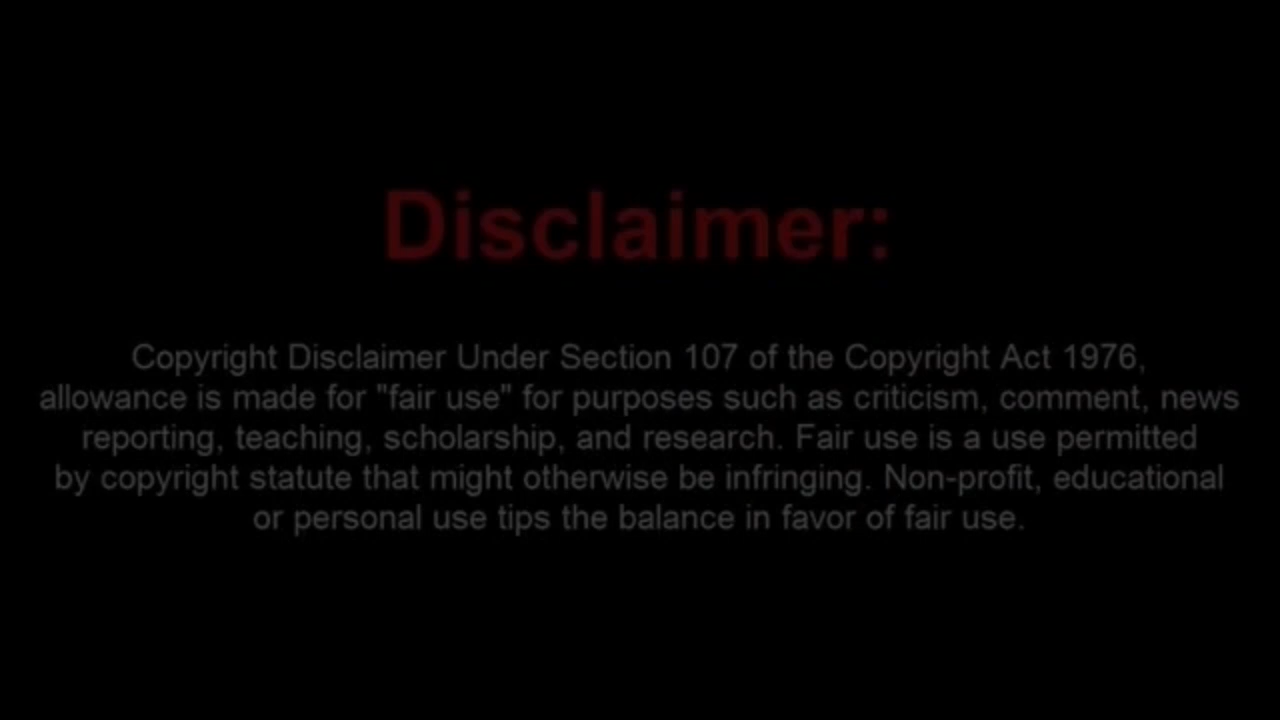 Disclaimer:
Copyright Disclaimer Under Section 107 of the Copyright Act 1976,
allowance is made for "fair use" for purposes such as criticism, comment, news
reporting, teaching, scholarship, and research. Fair use is a use permitted
by copyright statute that might otherwise be infringing. Non-profit, educational
or personal use tips the balance in favor of fair use.